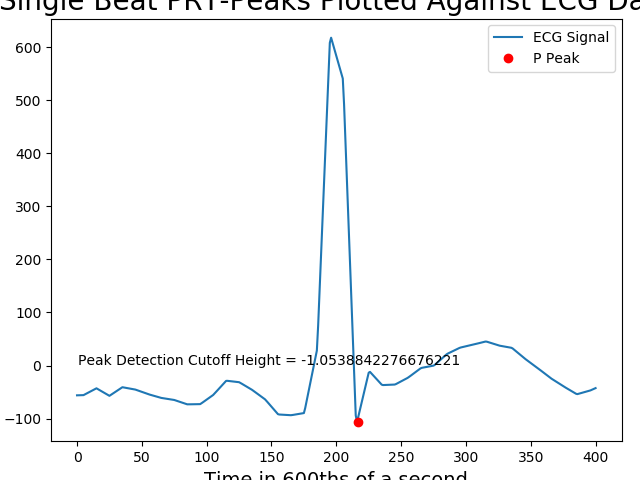 Single Beat PRT-Peaks Plotted Against ECG Da
ECG Signal
P Peak
600
500
400
300
200
100
0
−100
Peak Detection Cutoff Height = -1.0538842276676221
0 50 100 150 200 250 300 350 400
Time in 600ths of a second